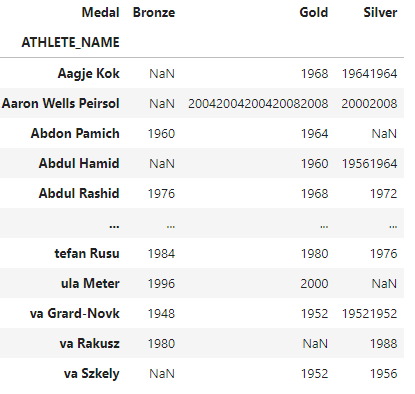 Medal Bronze Gold Silver
ATHLETE_NAME
Aagje Kok NaN 1968 19641964
Aaron Wells Peirsol NaN 20042004200420082008 20002008
Abdon Pamich 1960 1964 NaN
Abdul Hamid NaN 1960 19561964
Abdul Rashid 1976 1968 1972
... ... ... ...
tefan Rusu 1984 1980 1976
ula Meter 1996 2000 NaN
va Grard-Novk 1948 1952 19521952
va Rakusz 1980 NaN 1988
va Szkely NaN 1952 1956